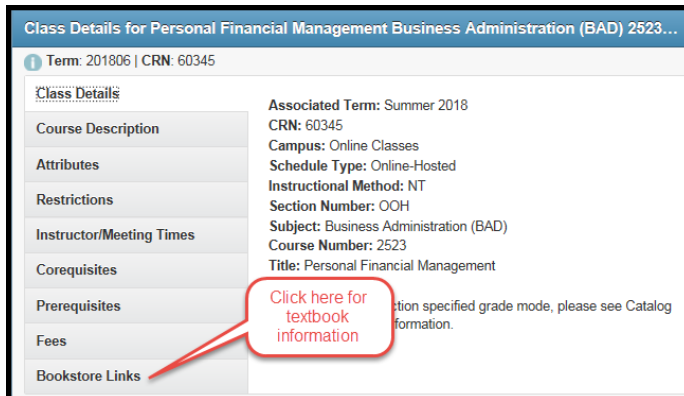 Class Details for Personal Financial Management Business Administration (BAD) 2523...
Term: 201806 | CRN: 60345
Class Details
Course Description
Attributes
Restrictions
Instructor/Meeting Times
Corequisites
Prerequisites
Fees
Bookstore Links
Associated Term: Summer 2018
CRN: 60345
Campus: Online Classes
Schedule Type: Online-Hosted
Instructional Method: NT
Section Number: OOH
Subject: Business Administration (BAD)
Course Number: 2523
Title: Personal Financial Management
specified grade mode, please see Catalog
Click here for
textbook
information